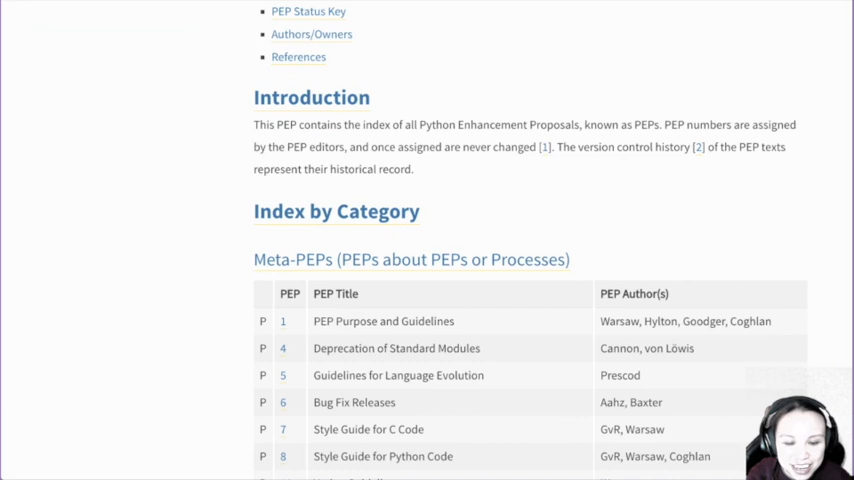 PEP Status Key
Authors/Owners
References
Introduction
This PEP contains the index of all Python Enhancement Proposals, known as PEPs. PEP numbers are assigned
by the PEP editors, and once assigned are never changed [1]. The version control history [2] of the PEP texts
represent their historical record.
Index by Category
Meta-PEPs (PEPs about PEPs or Processes)
PEP PEP Title PEP Author(s)
P 1 PEP Purpose and Guidelines Warsaw, Hylton, Goodger, Coghlan
P 4 Deprecation of Standard Modules Cannon, von Löwis
P 5 Guidelines for Language Evolution Prescod
P 6 Bug Fix Releases Aahz, Baxter
P 7 Style Guide for C Code GvR, Warsaw
P 8 Style Guide for Python Code GvR, Warsaw, Coghlan